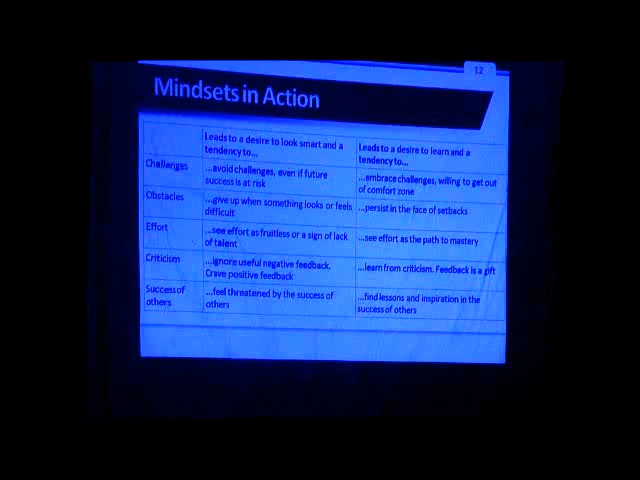 12
Mindsets in Action
Leads to a desire to look smart and a
tendency to...
Leads to a desire to learn and a
tendency to...
Challenges
...avoid challenges, even if future
success is at risk
...embrace challenges, willing to get out
of comfort zone
Obstacles
...give up when something looks or feels
difficult
...persist in the face of setbacks
Effort
...see effort as fruitless or a sign of lack
of talent
...see effort as the path to mastery
Criticism
...ignore useful negative feedback.
Crave positive feedback
...learn from criticism. Feedback is a gift
Success of
others
...feel threatened by the success of
others
...find lessons and inspiration in the
success of others